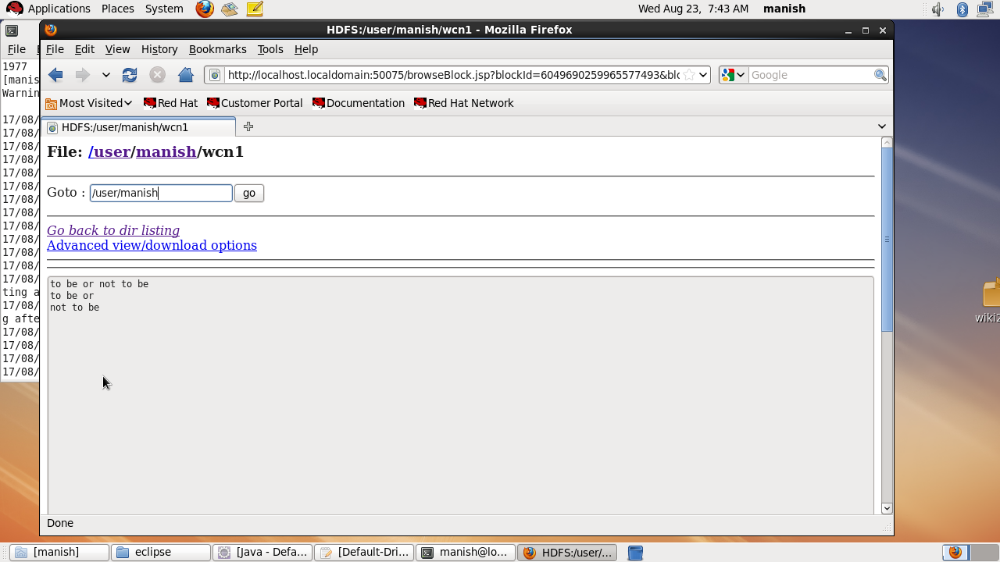 Applications Places System Wed Aug 23, 7:43 AM manish
HDFS:/user/manish/wcn1 - Mozilla Firefox
File
File Edit View History Bookmarks Tools Help
1977
http://localhost.localdomain:50075/browseBlock.jsp?blockId=6049690259965577493&blo
Google
[manis
Warnin
Most Visited Red Hat Customer Portal Documentation Red Hat Network
HDFS:/user/manish/wcn1
17/08/
17/08/
17/08/
17/08/
17/08/
17/08/
17/08/
17/08/
17/08/
17/08/
17/08/
17/08/
17/08/
ting a
17/08/
g afte
17/08/
17/08/
17/08/
17/08/
File: /user/manish/wcn1
Goto : /user/manish go
Go back to dir listing
Advanced view/download options
to be or not to be
to be or
not to be
wiki2
Done
[manish] eclipse [Java - Defa... [Default-Dri... manish@lo... HDFS:/user/...